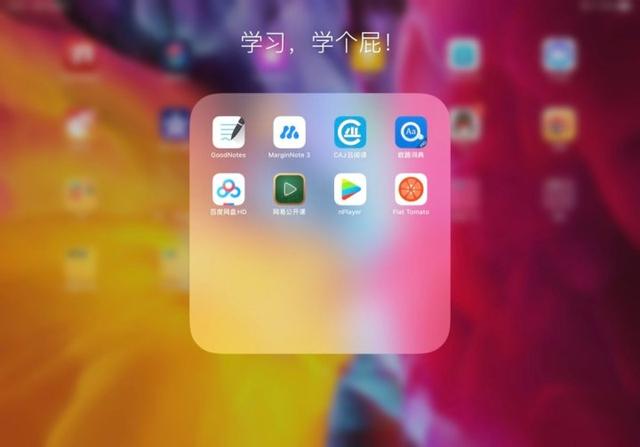 学习，学个屁！
GoodNotes
MarginNote 3
CAJ云阅读
欧路词典
百度网盘HD
网易公开课
nPlayer
Flat Tomato